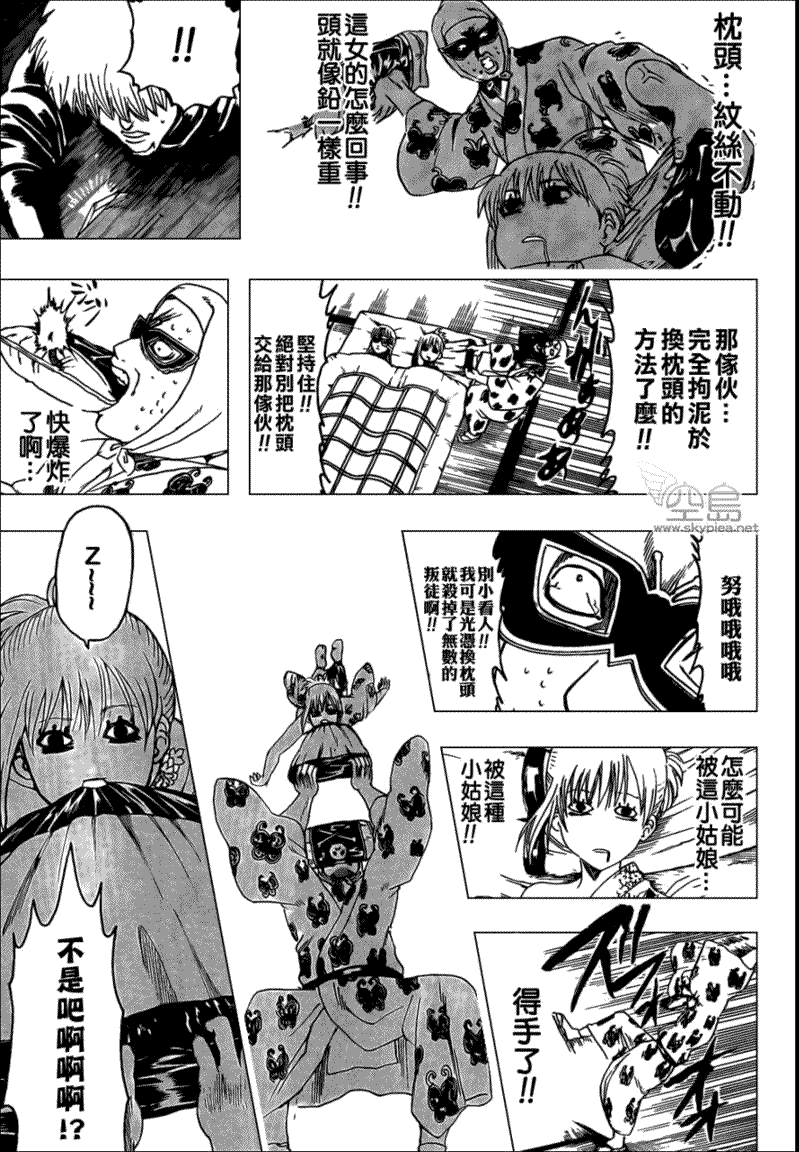 枕頭…紋絲不動!!
這女的怎麼回事!!
頭就像鉛一樣重
!!
那傢伙…
完全拘泥於
換枕頭的
方法了麼!!
堅持住!!
絕對別把枕頭
交給那傢伙!!
快爆炸
了啊…
空島
www.skypiea.net
努哦哦哦哦
別小看人!!
我可是光憑換枕頭
就殺掉了無數的
叛徒啊!!
怎麼可能
被這小姑娘…
被這種
小姑娘!!
得手了!!
Z~~~
不是吧啊啊啊!?